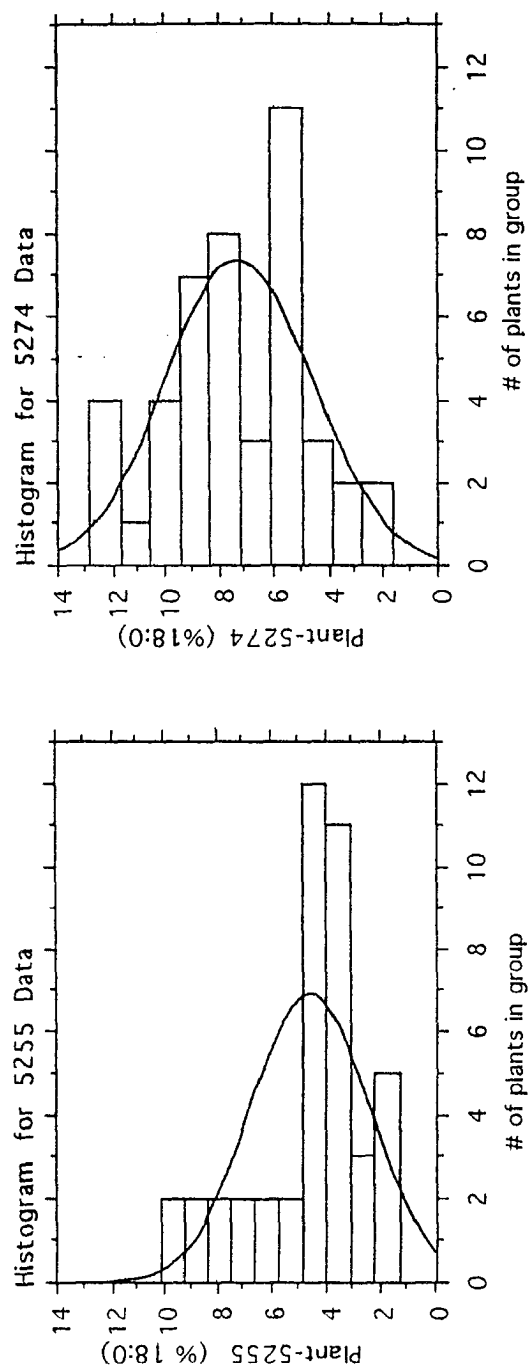 Histogram for 5255 Data
Plant-5255 (% 18:0)
14
12
10
8
6
4
2
0
0 2 4 6 8 10 12
# of plants in group
Histogram for 5274 Data
Plant-5274 (%18:0)
14
12
10
8
6
4
2
0
0 2 4 6 8 10 12
# of plants in group